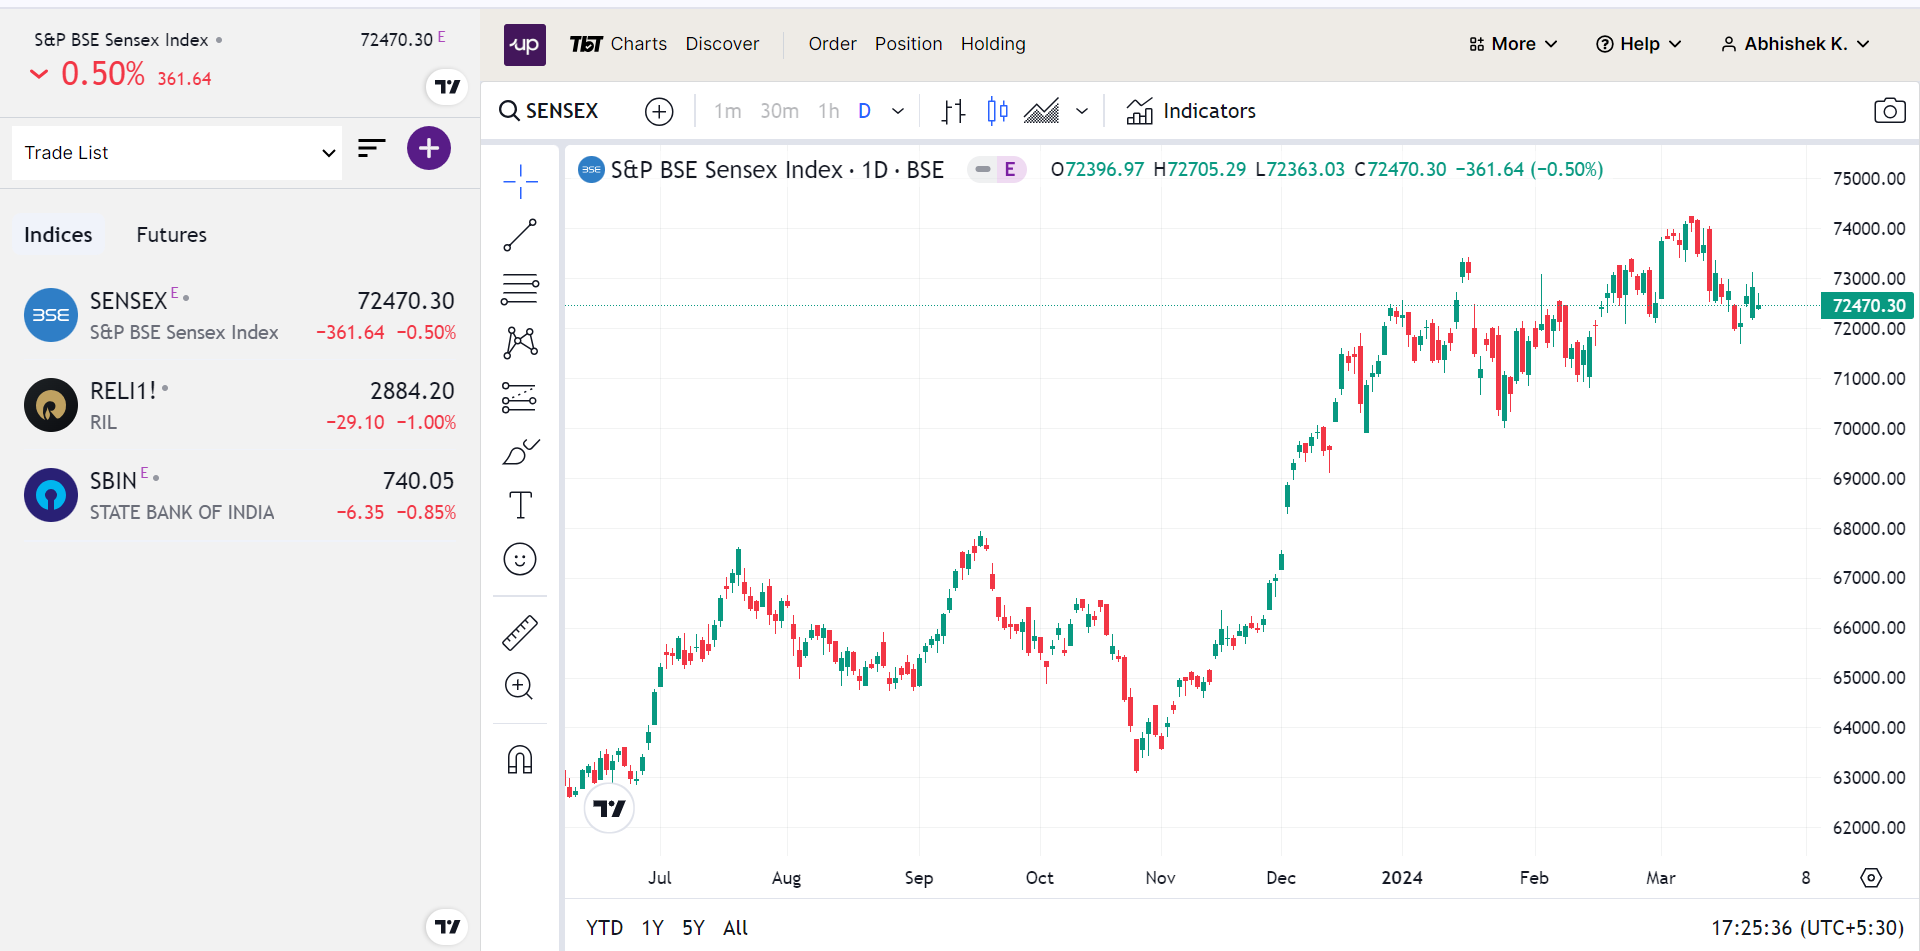 S&P BSE Sensex Index 72470.30 E
0.50% 361.64
Trade List
Indices Futures
SENSEX E 72470.30
S&P BSE Sensex Index −361.64 −0.50%
RELI1! 2884.20
RIL −29.10 −1.00%
SBIN E 740.05
STATE BANK OF INDIA −6.35 −0.85%
up TBT Charts Discover Order Position Holding More Help Abhishek K.
SENSEX 1m 30m 1h D Indicators
BSE S&P BSE Sensex Index · 1D · BSE E O72396.97 H72705.29 L72363.03 C72470.30 −361.64 (−0.50%)
75000.00
74000.00
73000.00
72470.30
72000.00
71000.00
70000.00
69000.00
68000.00
67000.00
66000.00
65000.00
64000.00
63000.00
62000.00
Jul Aug Sep Oct Nov Dec 2024 Feb Mar 8
YTD 1Y 5Y All 17:25:36 (UTC+5:30)